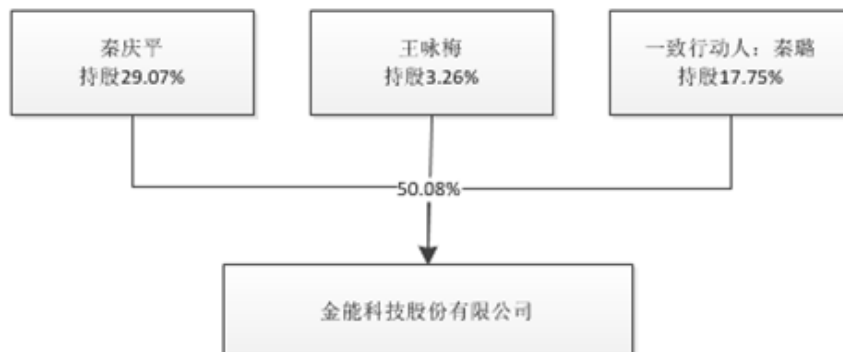 秦庆平
持股29.07%
王咏梅
持股3.26%
一致行动人：秦璐
持股17.75%
50.08%
金能科技股份有限公司